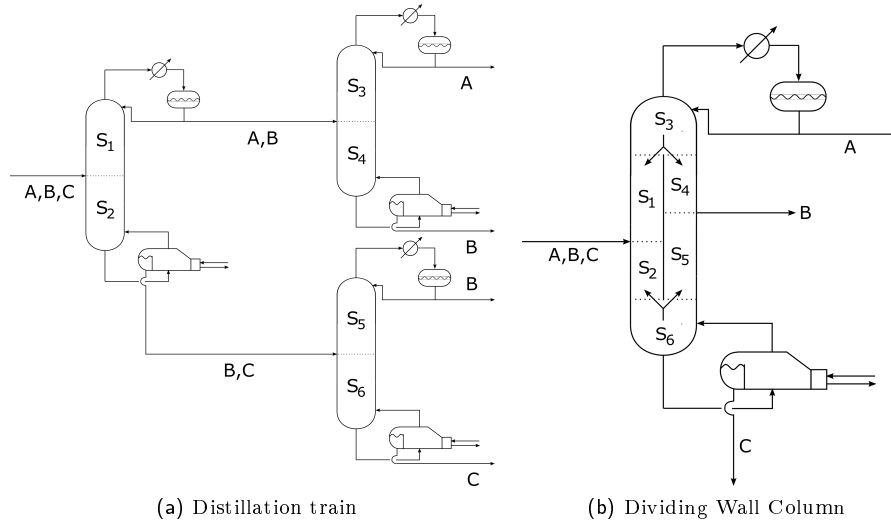 S3
A
S1
A,B
S4
A,B,C
S2
B
B
S5
B,C
S6
C
(a) Distillation train
S3
A
S1
S4
B
A,B,C
S2
S5
S6
C
(b) Dividing Wall Column